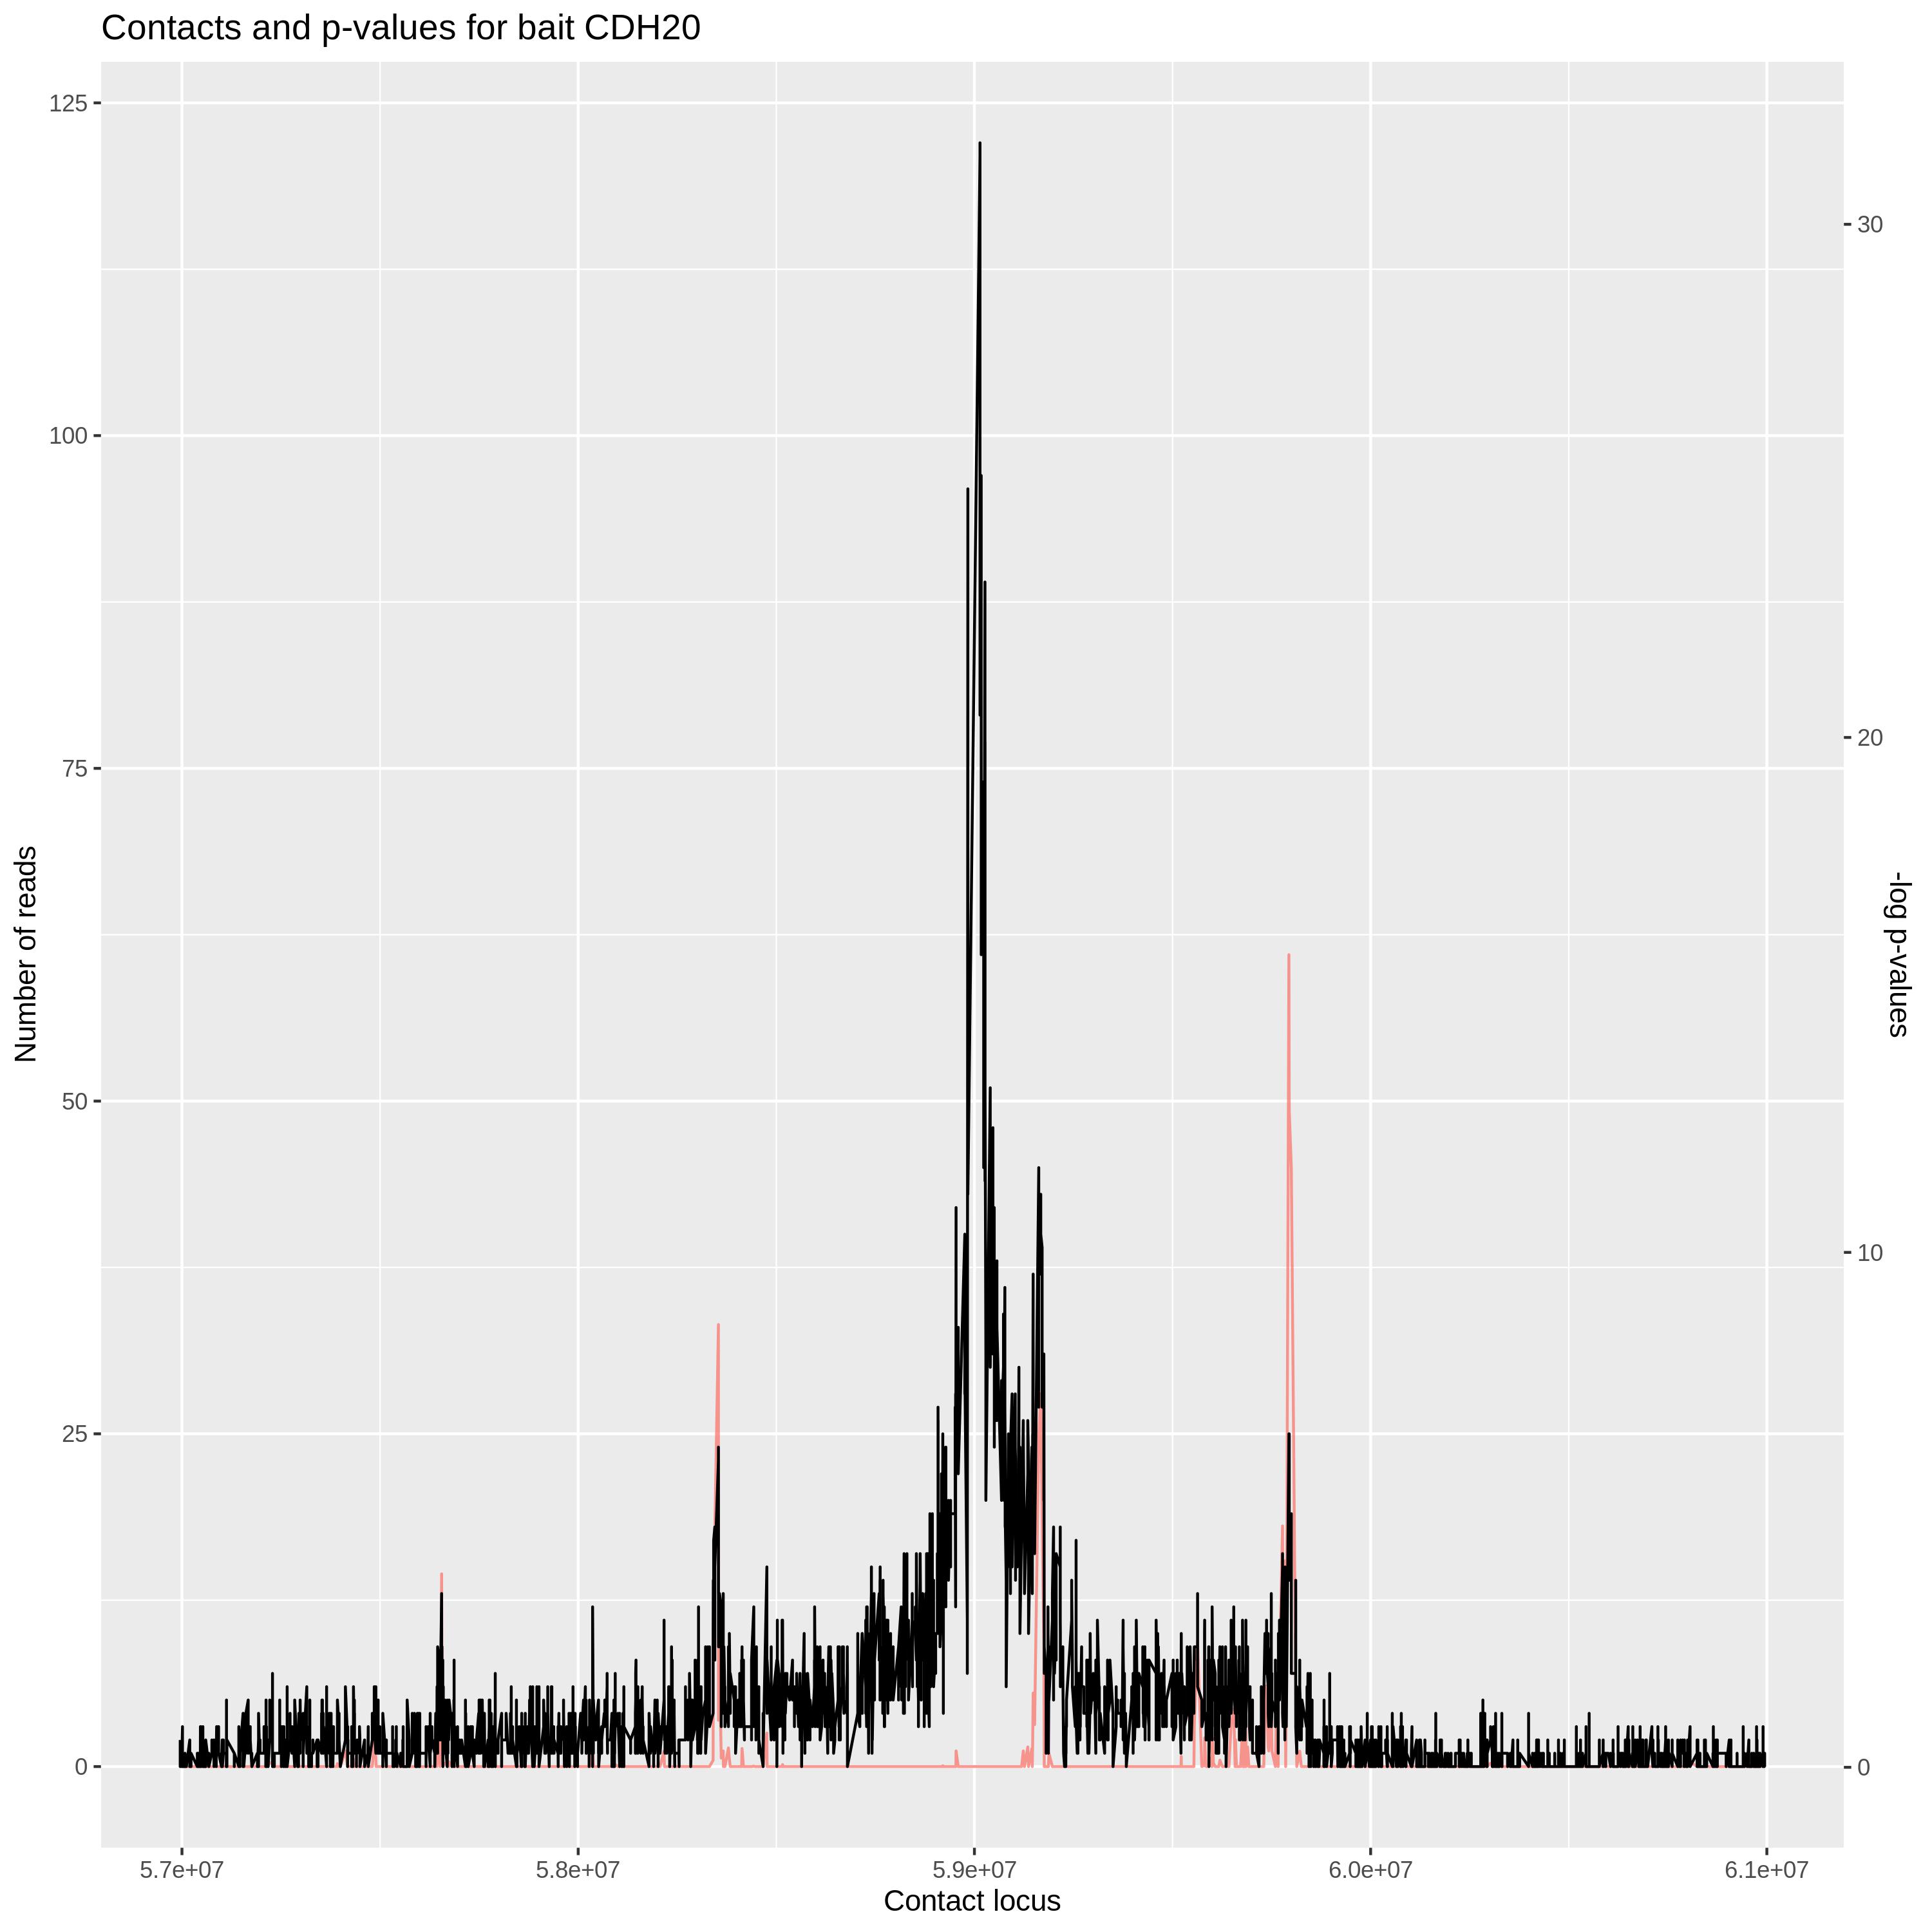 Contacts and p-values for bait CDH20
125
100
75
50
25
0
Number of reads
30
20
10
0
-log p-values
5.7e+07
5.8e+07
5.9e+07
6.0e+07
6.1e+07
Contact locus